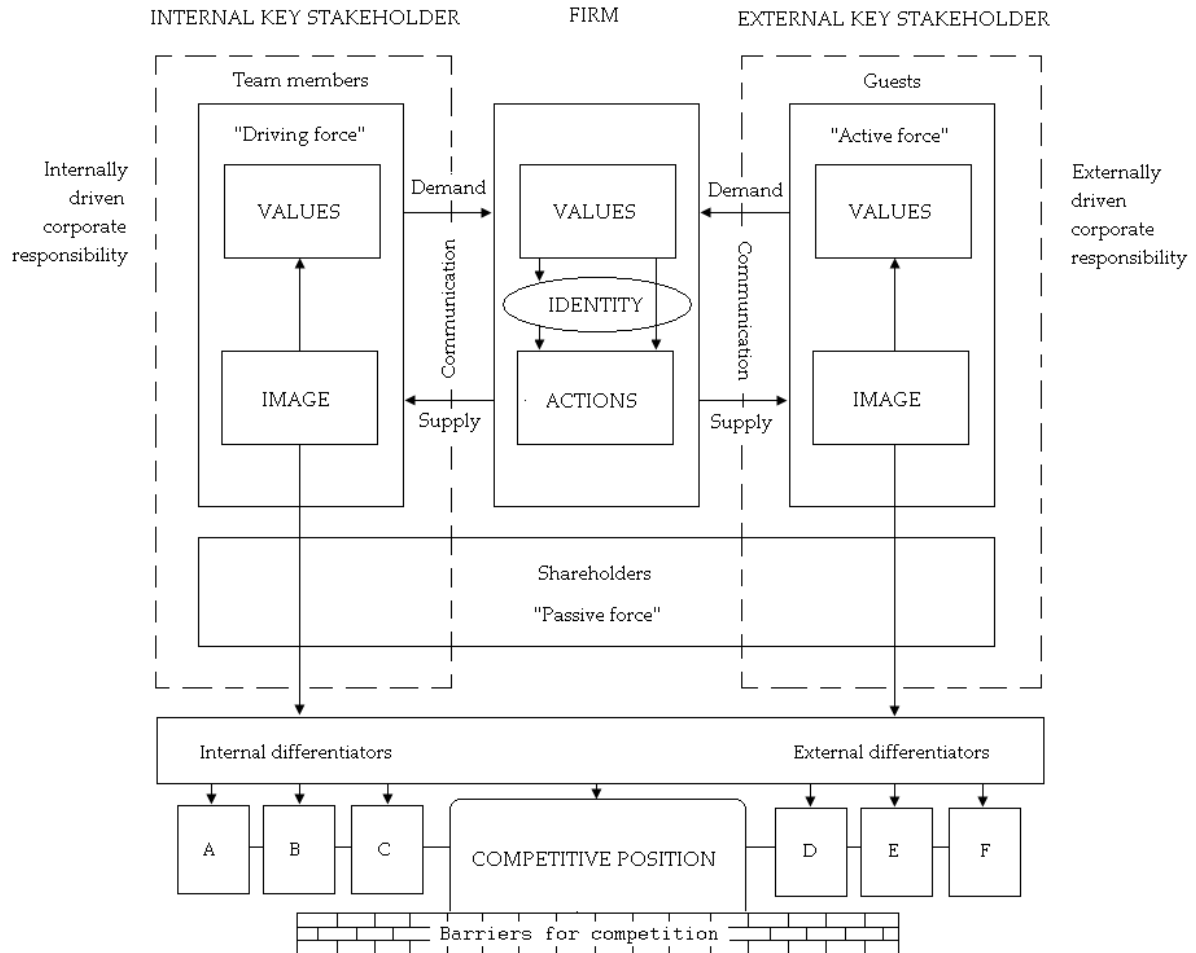 INTERNAL KEY STAKEHOLDER
FIRM
EXTERNAL KEY STAKEHOLDER
Team members
Guests
"Driving force"
"Active force"
Internally
driven
corporate
responsibility
VALUES
Demand
VALUES
Demand
VALUES
Externally
driven
corporate
responsibility
Communication
IDENTITY
Communication
IMAGE
Supply
ACTIONS
Supply
IMAGE
Shareholders
"Passive force"
Internal differentiators
External differentiators
A
B
C
COMPETITIVE POSITION
D
E
F
Barriers for competition